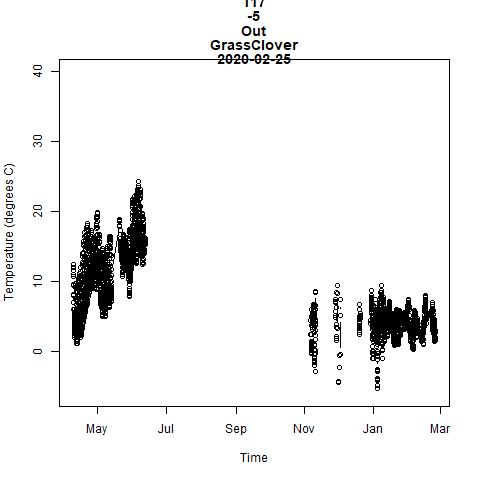 T17
-5
Out
GrassClover
2020-02-25
Temperature (degrees C)
40
30
20
10
0
May
Jul
Sep
Nov
Jan
Mar
Time